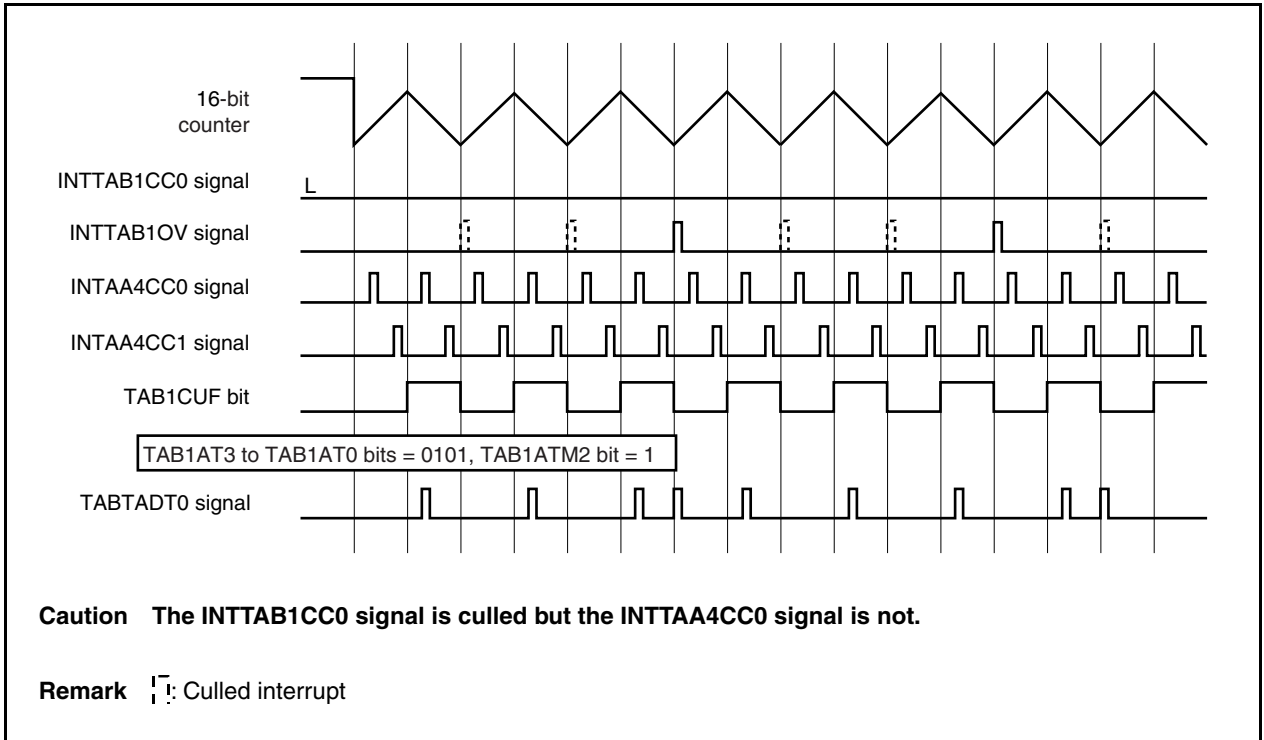 16-bit
counter
INTTAB1CC0 signal
L
INTTAB1OV signal
INTAA4CC0 signal
INTAA4CC1 signal
TAB1CUF bit
TAB1AT3 to TAB1AT0 bits = 0101, TAB1ATM2 bit = 1
TABTADT0 signal
Caution The INTTAB1CC0 signal is culled but the INTTAA4CC0 signal is not.
Remark : Culled interrupt